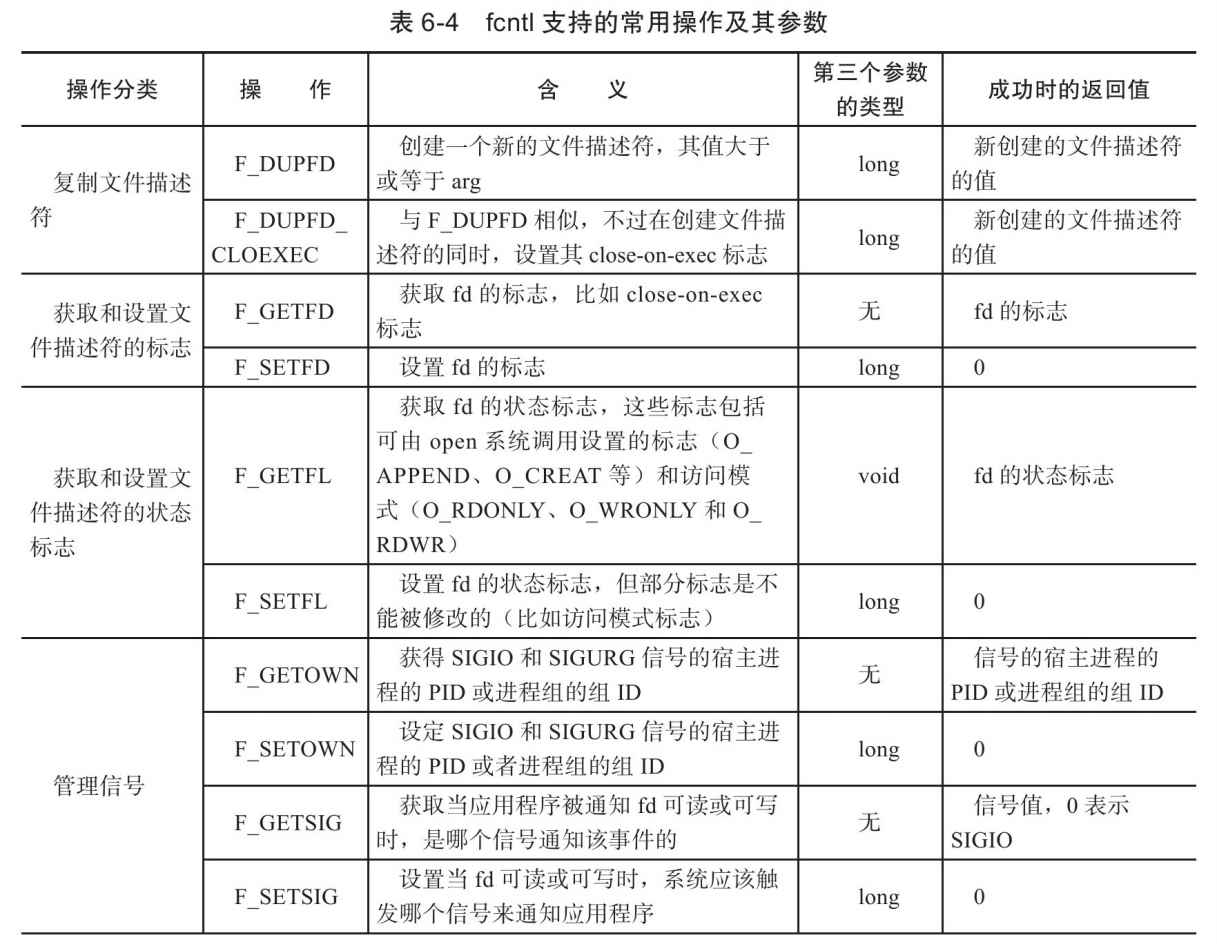 表 6-4 fcntl 支持的常用操作及其参数
操作分类 操 作 含 义 第三个参数的类型 成功时的返回值
复制文件描述
符
F_DUPFD
创建一个新的文件描述符，其值大于
或等于 arg
long
新创建的文件描述符
的值
F_DUPFD_
CLOEXEC
与 F_DUPFD 相似，不过在创建文件描
述符的同时，设置其 close-on-exec 标志
long
新创建的文件描述符
的值
获取和设置文
件描述符的标志
F_GETFD
获取 fd 的标志，比如 close-on-exec
标志
无
fd 的标志
F_SETFD
设置 fd 的标志
long
0
获取和设置文
件描述符的状态
标志
F_GETFL
获取 fd 的状态标志，这些标志包括
可由 open 系统调用设置的标志（O_
APPEND、O_CREAT 等）和访问模
式（O_RDONLY、O_WRONLY 和 O_
RDWR）
void
fd 的状态标志
F_SETFL
设置 fd 的状态标志，但部分标志是不
能被修改的（比如访问模式标志）
long
0
管理信号
F_GETOWN
获得 SIGIO 和 SIGURG 信号的宿主进
程的 PID 或进程组的组 ID
无
信号的宿主进程的
PID 或进程组的组 ID
F_SETOWN
设定 SIGIO 和 SIGURG 信号的宿主进
程的 PID 或者进程组的组 ID
long
0
F_GETSIG
获取当应用程序被通知 fd 可读或可写
时，是哪个信号通知该事件的
无
信号值，0 表示
SIGIO
F_SETSIG
设置当 fd 可读或可写时，系统应该触
发哪个信号来通知应用程序
long
0